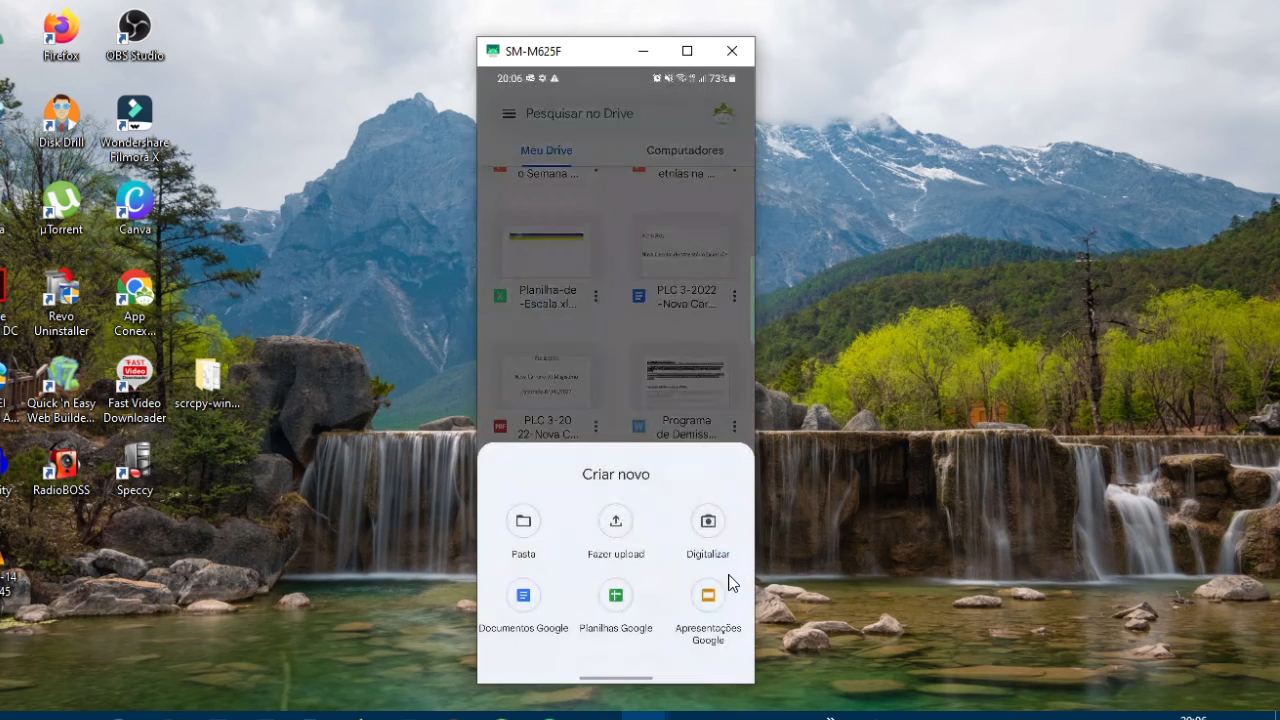 Firefox
OBS Studio
Disk Drill
Wondershare
Filmora X
µTorrent
Canva
Revo
Uninstaller
App
Conex...
DC
Quick 'n Easy
Web Builde...
Fast Video
Downloader
scrcpy-win...
RadioBOSS
Speccy
SM-M625F
20:06
73%
Pesquisar no Drive
Meu Drive
Computadores
o Semana ...
etnias na ...
Planilha-de
-Escala xl...
PLC 3-2022
-Nova Car...
PLC 3-20
22-Nova C...
Programa
de Demiss...
Criar novo
Pasta
Fazer upload
Digitalizar
Documentos Google
Planilhas Google
Apresentações
Google